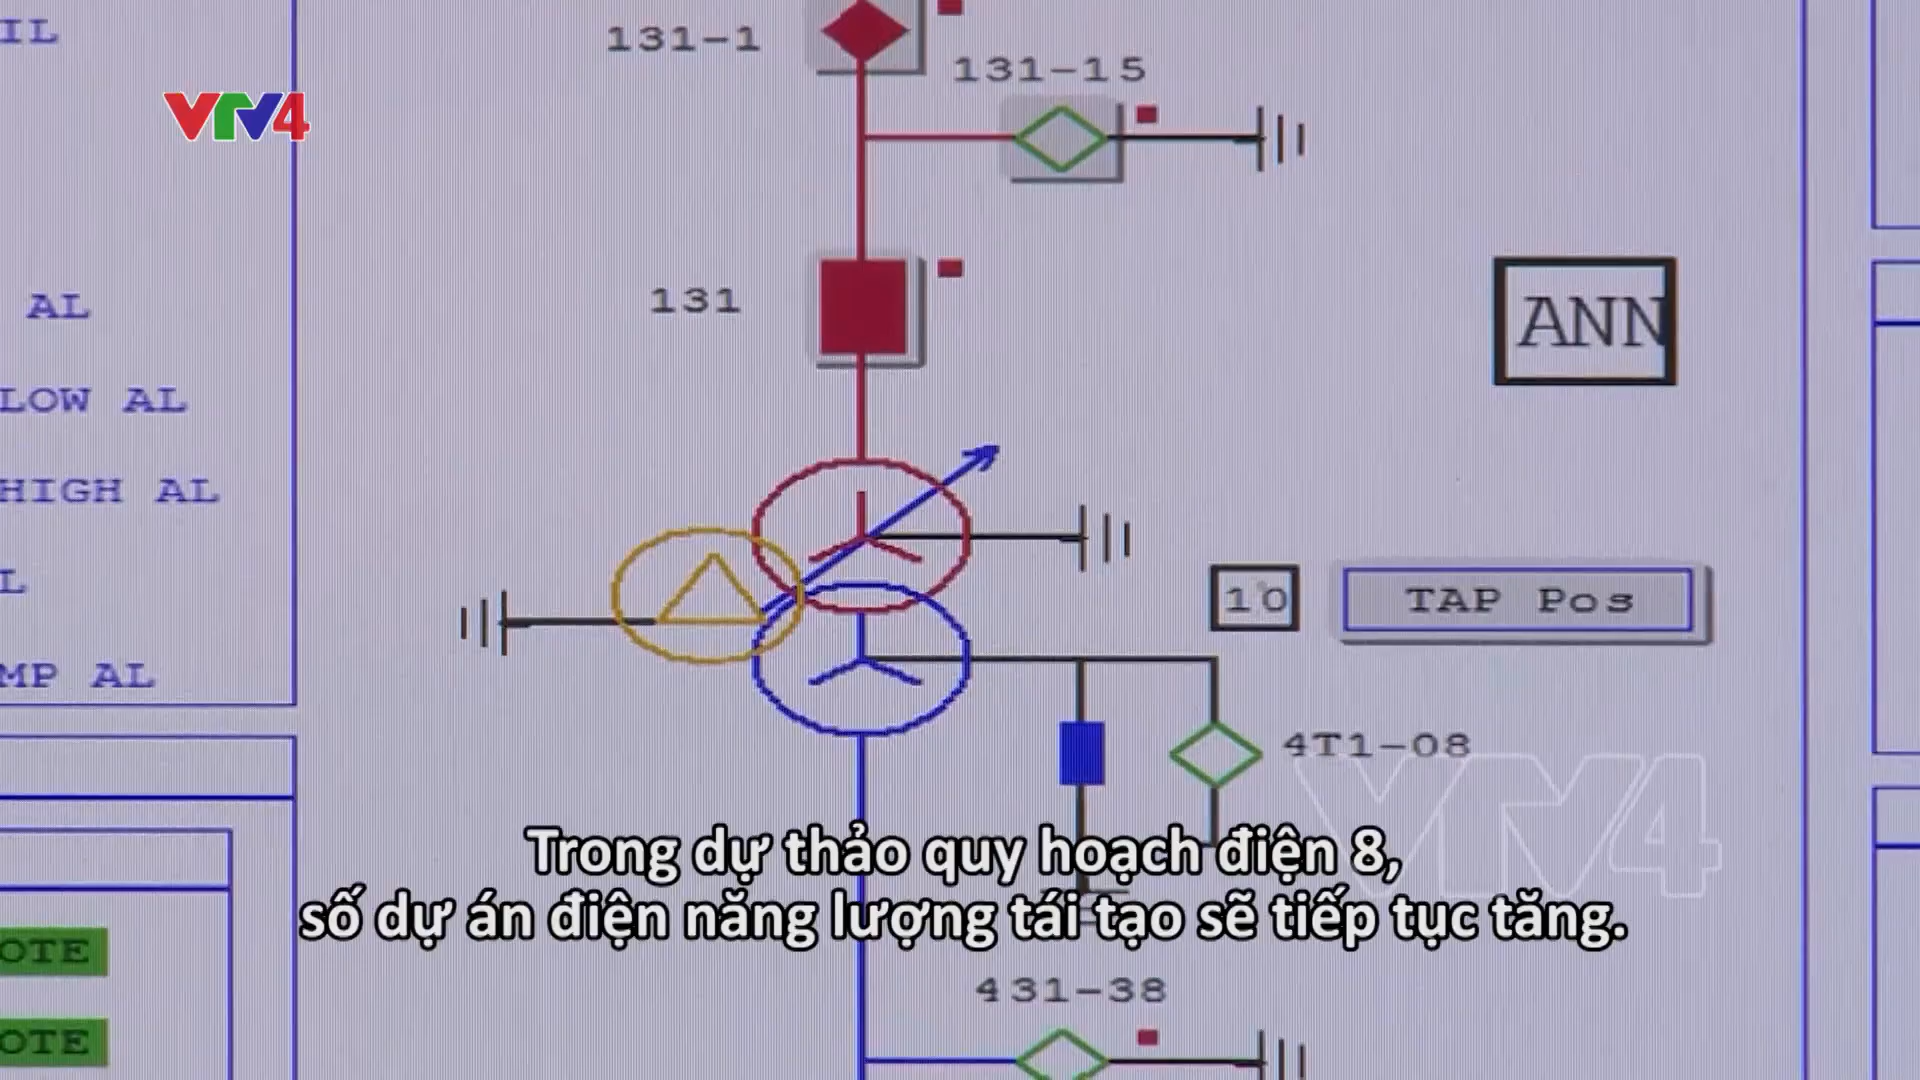 IL
131-1
131-15
VTV4
AL
131
ANN
LOW AL
HIGH AL
L
10
TAP Pos
MP AL
4T1-08
VTV4
Trong dự thảo quy hoạch điện 8,
số dự án điện năng lượng tái tạo sẽ tiếp tục tăng.
OTE
431-38
OTE